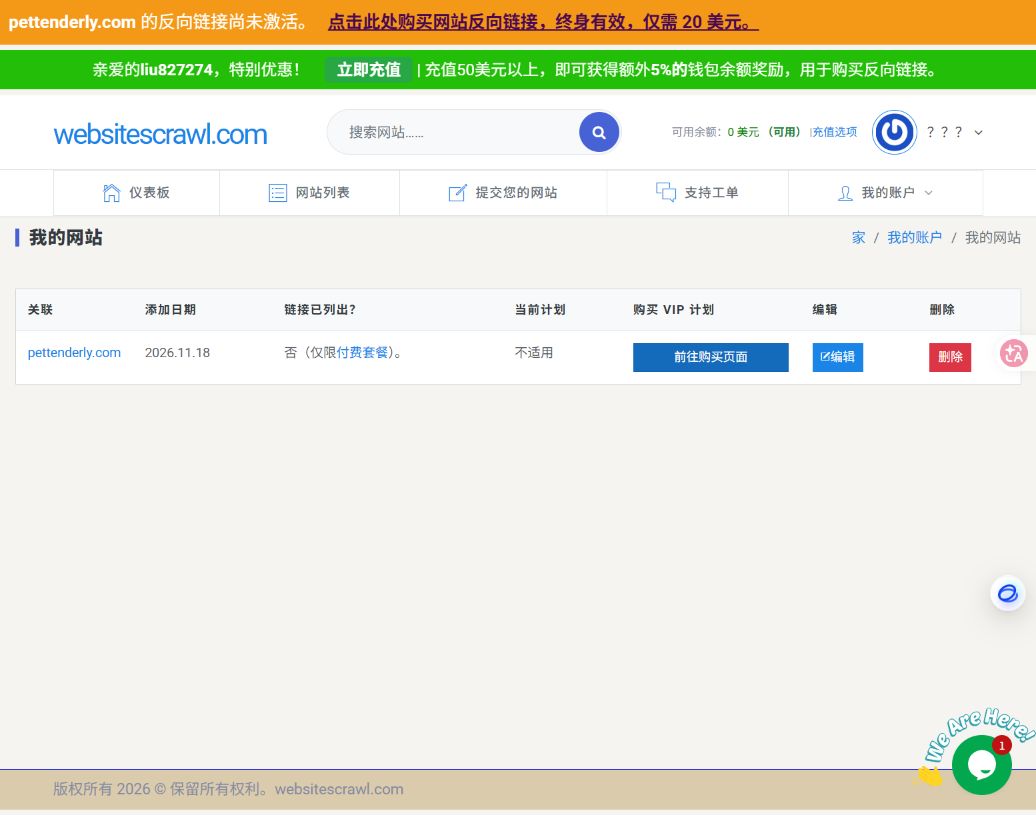 pettenderly.com 的反向链接尚未激活。 点击此处购买网站反向链接，终身有效，仅需 20 美元。
亲爱的liu827274，特别优惠！ 立即充值 | 充值50美元以上，即可获得额外5%的钱包余额奖励，用于购买反向链接。
websitescrawl.com 搜索网站...... 可用余额：0 美元 （可用） |充值选项 ？？？
仪表板 网站列表 提交您的网站 支持工单 我的账户
我的网站 家 / 我的账户 / 我的网站
关联 添加日期 链接已列出？ 当前计划 购买 VIP 计划 编辑 删除
pettenderly.com 2026.11.18 否（仅限付费套餐）。 不适用 前往购买页面 编辑 删除
We Are Here!
1
版权所有 2026 © 保留所有权利。websitescrawl.com